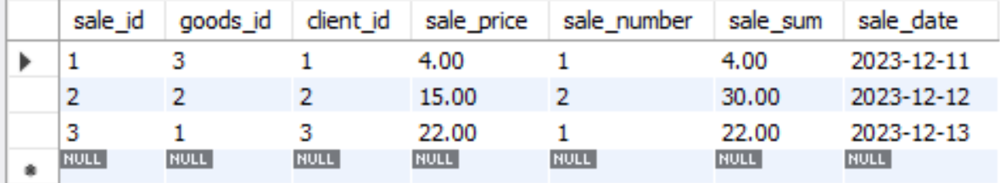 sale_id goods_id client_id sale_price sale_number sale_sum sale_date
1 3 1 4.00 1 4.00 2023-12-11
2 2 2 15.00 2 30.00 2023-12-12
3 1 3 22.00 1 22.00 2023-12-13
NULL NULL NULL NULL NULL NULL NULL